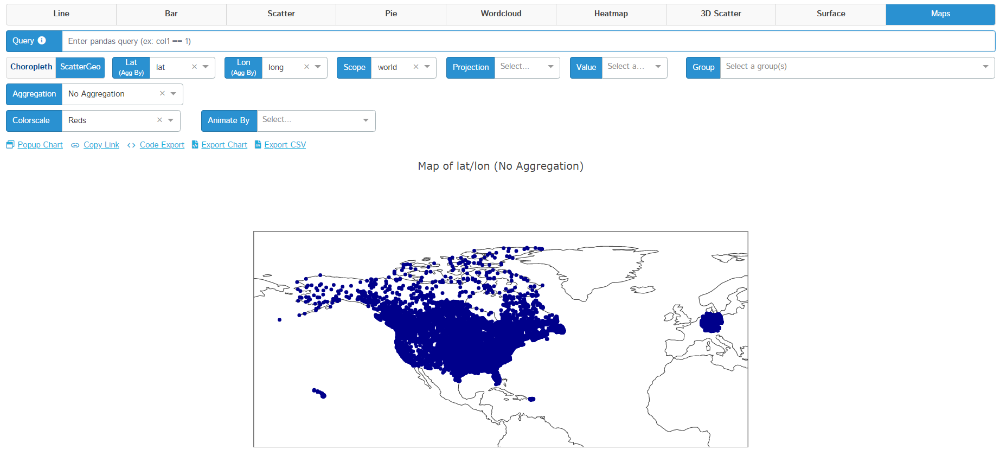 Line Bar Scatter Pie Wordcloud Heatmap 3D Scatter Surface Maps
Query Enter pandas query (ex: col1 == 1)
Choropleth ScatterGeo Lat (Agg By) lat × Lon (Agg By) long × Scope world × Projection Select... Value Select a... Group Select a group(s)
Aggregation No Aggregation ×
Colorscale Reds × Animate By Select...
Popup Chart Copy Link Code Export Export Chart Export CSV
Map of lat/lon (No Aggregation)